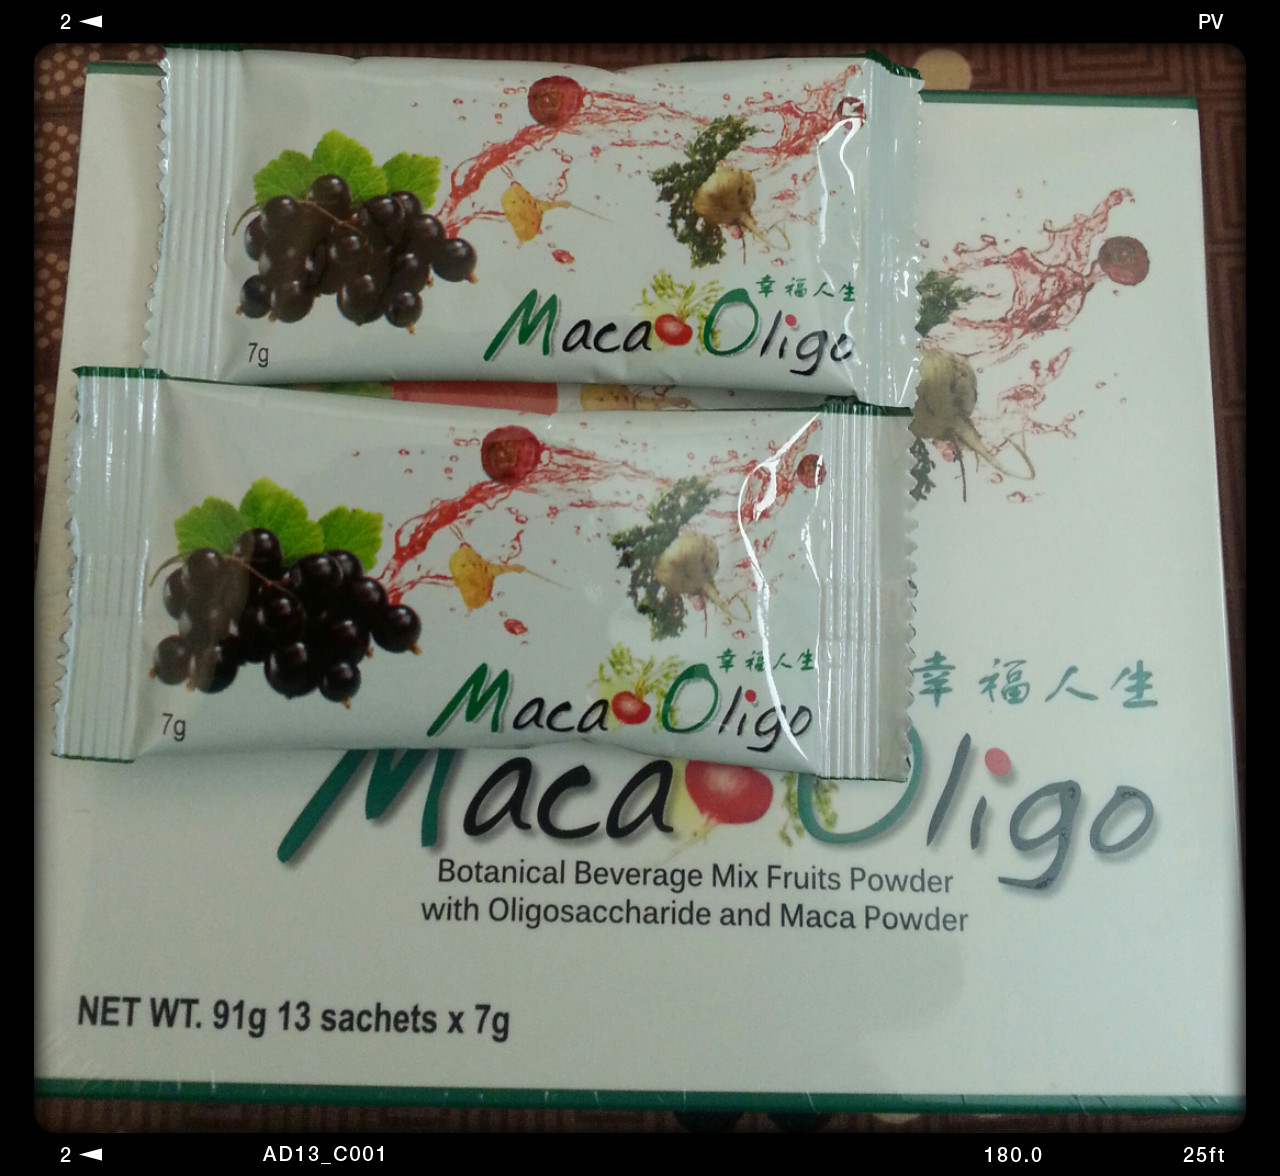 2
PV
幸福人生
Maca Oligo
7g
幸福人生
Maca Oligo
7g
幸福人生
Maca Oligo
Botanical Beverage Mix Fruits Powder
with Oligosaccharide and Maca Powder
NET WT. 91g 13 sachets x 7g
2
AD13_C001
180.0
25ft